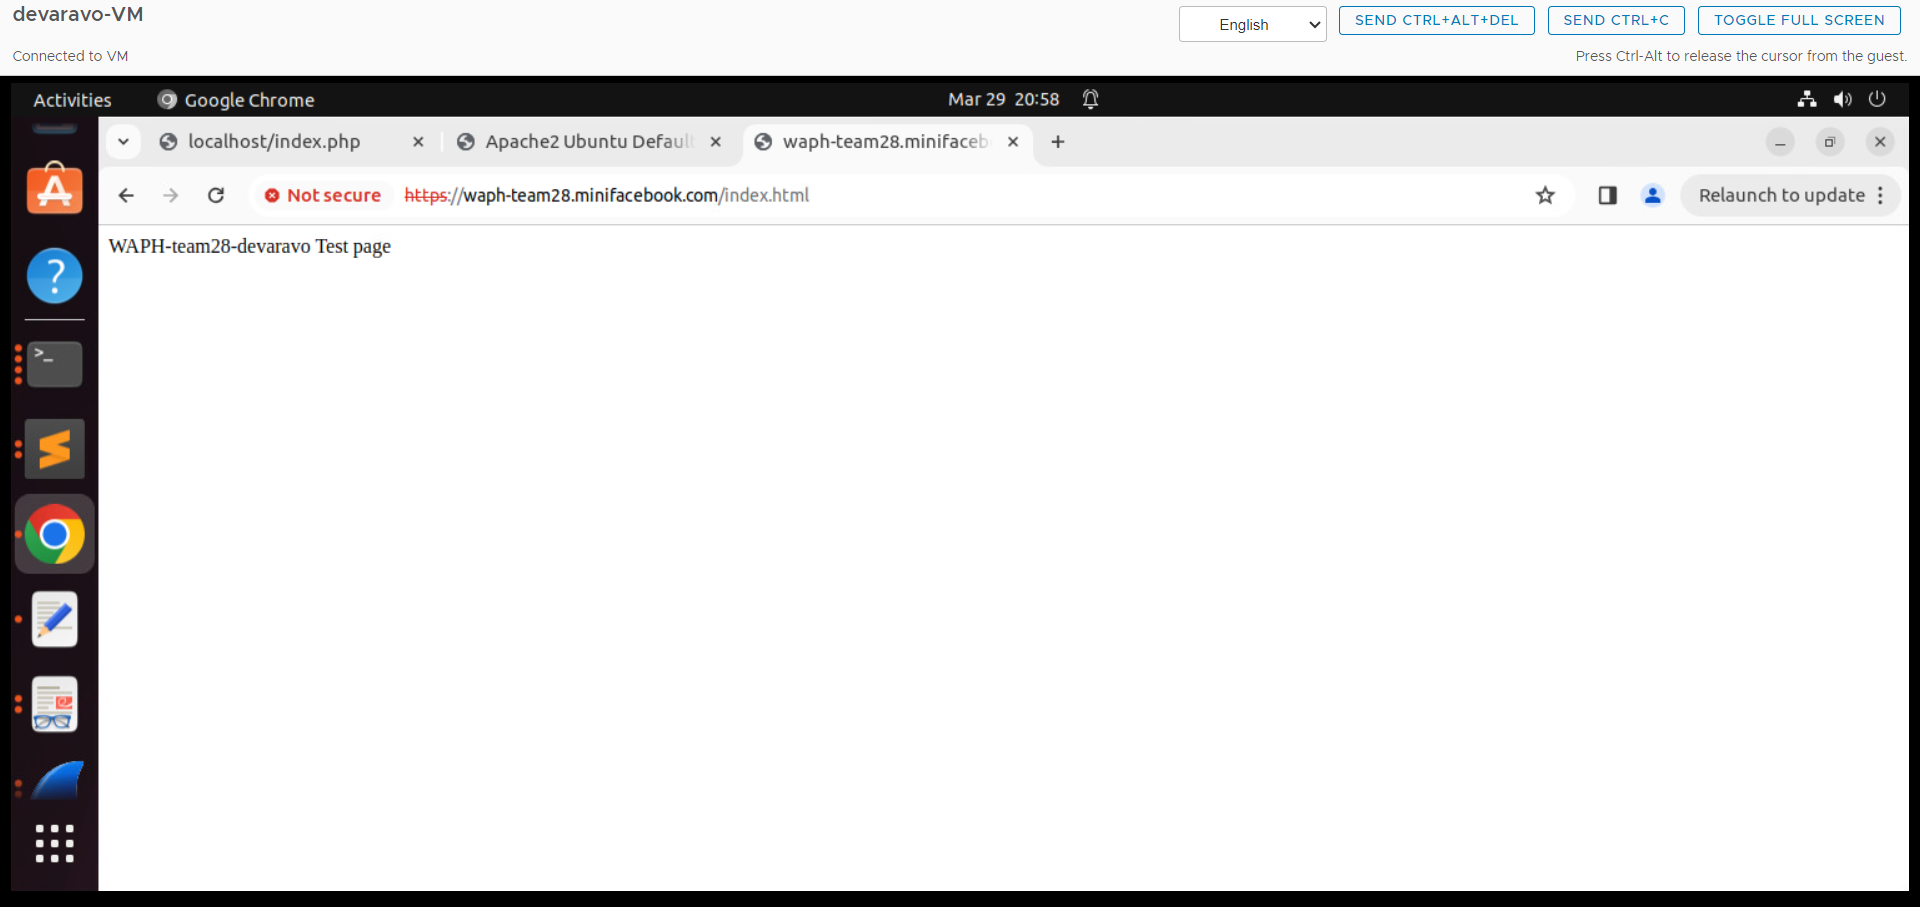 devaravo-VM
English
SEND CTRL+ALT+DEL
SEND CTRL+C
TOGGLE FULL SCREEN
Connected to VM
Press Ctrl-Alt to release the cursor from the guest.
Activities
Google Chrome
Mar 29 20:58
localhost/index.php
Apache2 Ubuntu Default
waph-team28.minifaceb
Not secure
https://waph-team28.minifacebook.com/index.html
Relaunch to update
WAPH-team28-devaravo Test page